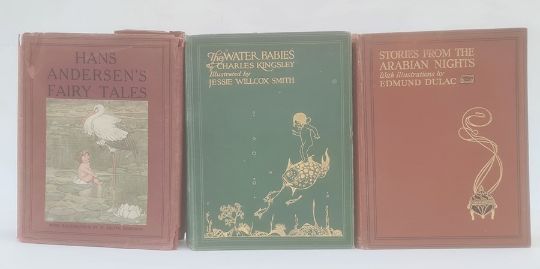 HANS
ANDERSEN'S
FAIRY TALES
The WATER BABIES
by CHARLES KINGSLEY
Illustrated by
JESSIE WILLCOX SMITH
STORIES FROM THE
ARABIAN NIGHTS
With Illustrations by
EDMUND DULAC